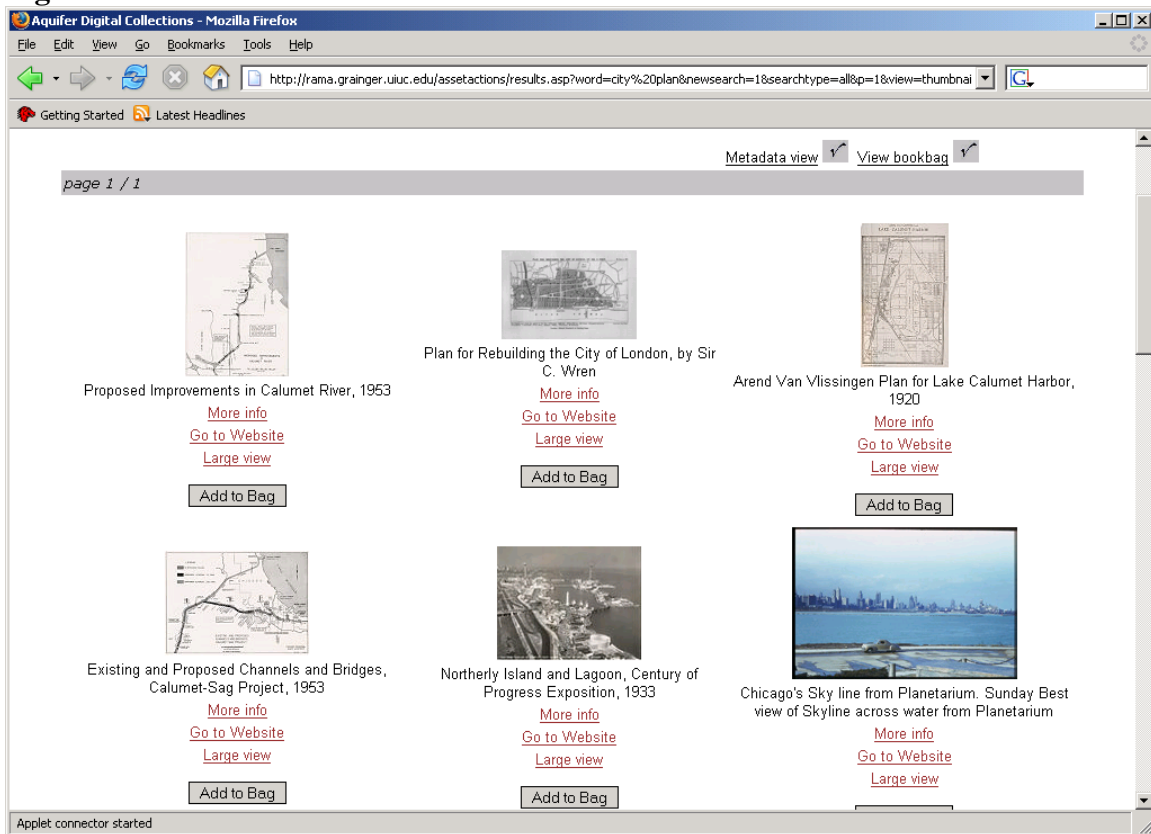 Aquifer Digital Collections - Mozilla Firefox
File Edit View Go Bookmarks Tools Help
http://rama.grainger.uiuc.edu/assetactions/results.asp?word=city%20plan&newsearch=1&searchtype=all&p=1&view=thumbnai
G
Getting Started Latest Headlines
Metadata view √ View bookbag √
page 1 / 1
Proposed Improvements in Calumet River, 1953
More info
Go to Website
Large view
Add to Bag
Plan for Rebuilding the City of London, by Sir
C. Wren
More info
Go to Website
Large view
Add to Bag
LAKE CALUMET HARBOR
Arend Van Vlissingen Plan for Lake Calumet Harbor,
1920
More info
Go to Website
Large view
Add to Bag
Existing and Proposed Channels and Bridges,
Calumet-Sag Project, 1953
More info
Go to Website
Large view
Add to Bag
Northerly Island and Lagoon, Century of
Progress Exposition, 1933
More info
Go to Website
Large view
Add to Bag
Chicago's Sky line from Planetarium. Sunday Best
view of Skyline across water from Planetarium
More info
Go to Website
Large view
Applet connector started